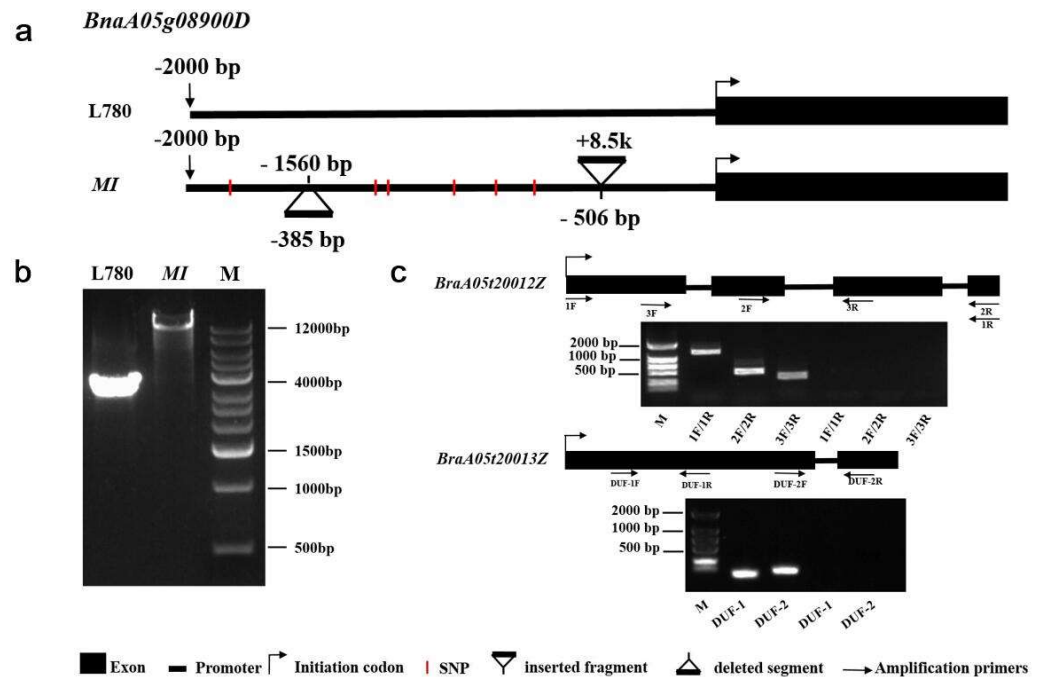 a
BnaA05g08900D
-2000 bp
L780
-2000 bp
- 1560 bp
+8.5k
MI
-385 bp
- 506 bp
b
L780 MI M
12000bp
4000bp
1500bp
1000bp
500bp
c
BraA05t20012Z
1F
3F
2F
3R
2R
1R
2000 bp
1000 bp
500 bp
M 1F/1R 2F/2R 3F/3R 1F/1R 2F/2R 3F/3R
BraA05t20013Z
DUF-1F
DUF-1R
DUF-2F
DUF-2R
2000 bp
1000 bp
500 bp
M DUF-1 DUF-2 DUF-1 DUF-2
Exon Promoter Initiation codon SNP inserted fragment deleted segment Amplification primers